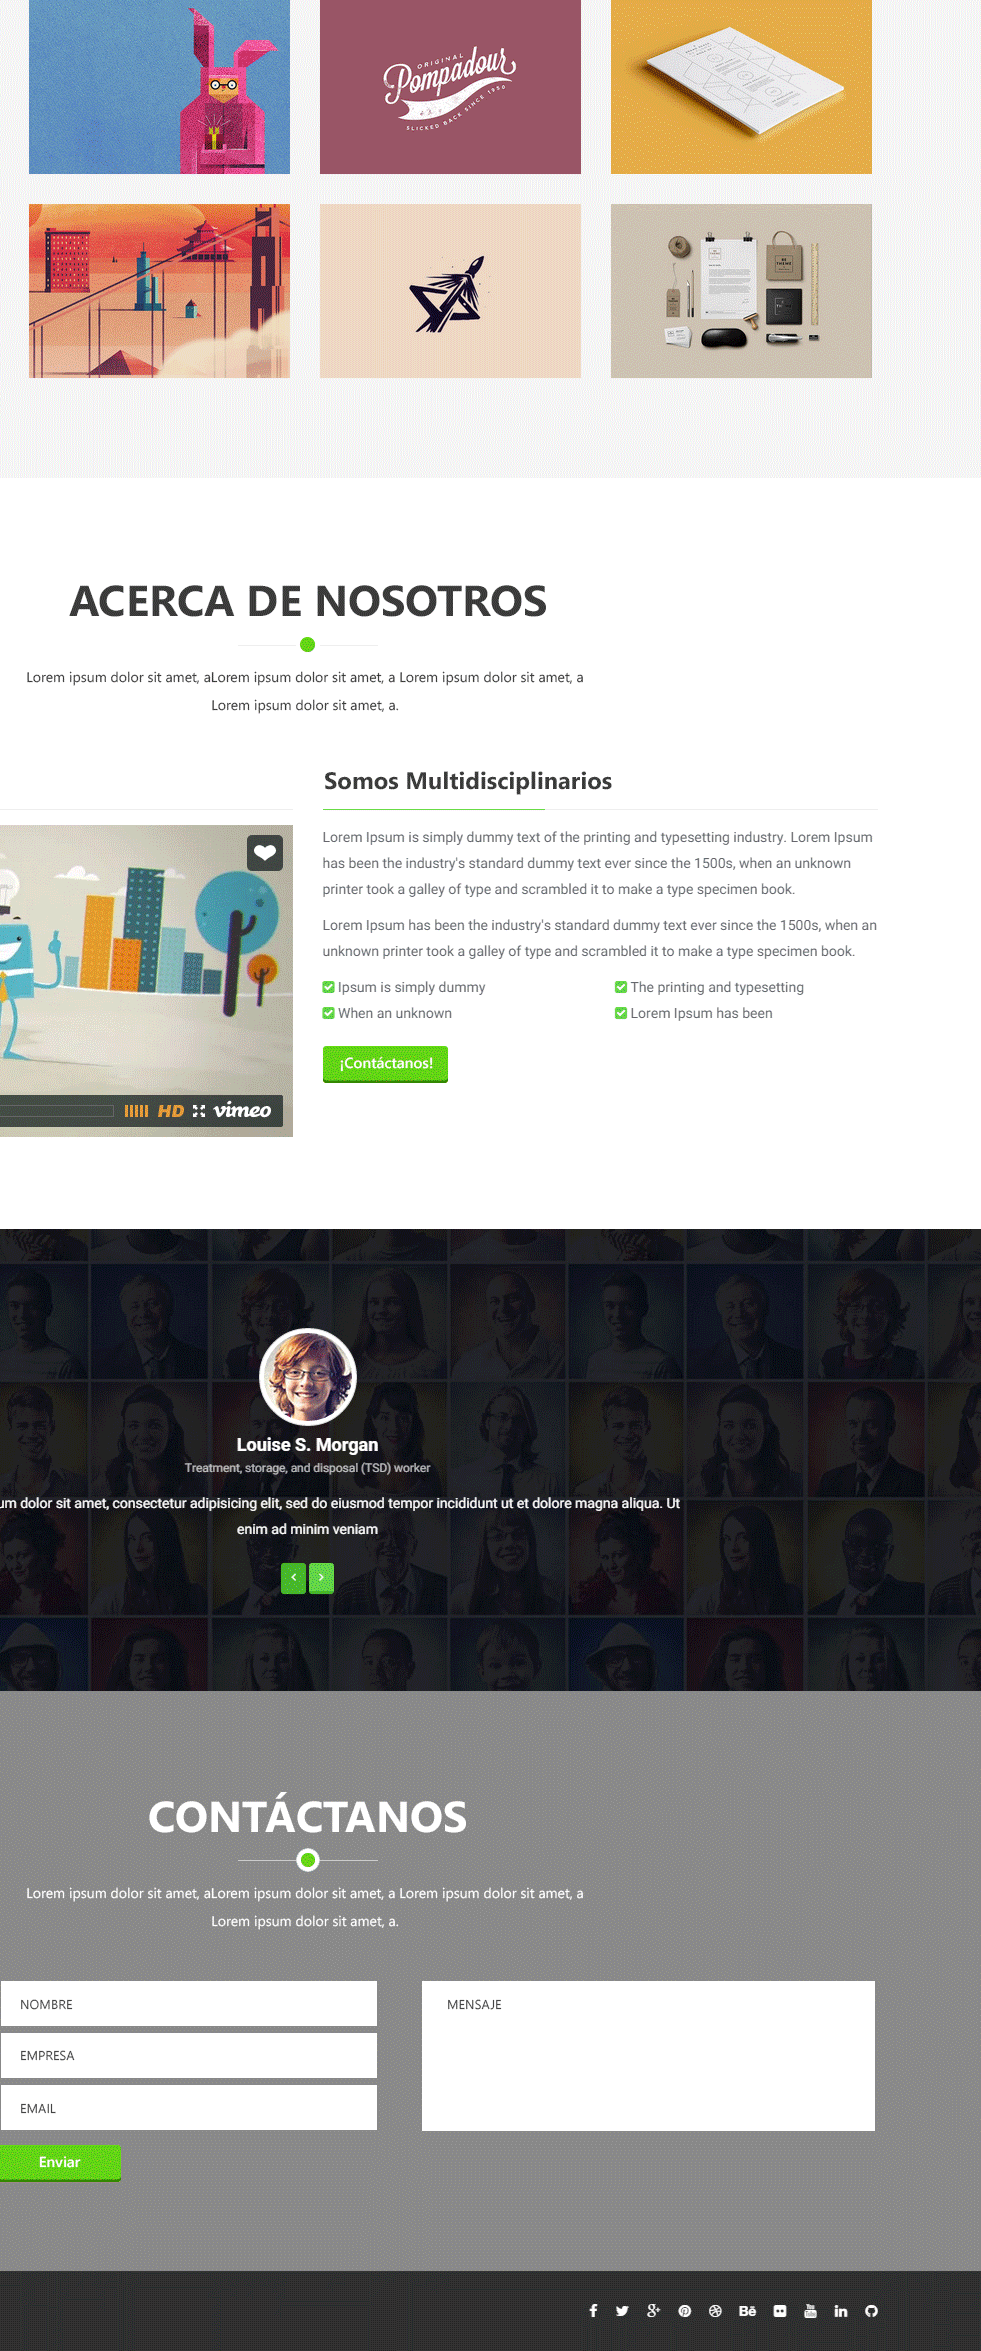 ORIGINAL
Pompadour
SLICKED BACK SINCE 1950
ACERCA DE NOSOTROS
Lorem ipsum dolor sit amet, aLorem ipsum dolor sit amet, a Lorem ipsum dolor sit amet, a
Lorem ipsum dolor sit amet, a.
Somos Multidisciplinarios
Lorem Ipsum is simply dummy text of the printing and typesetting industry. Lorem Ipsum
has been the industry's standard dummy text ever since the 1500s, when an unknown
printer took a galley of type and scrambled it to make a type specimen book.
Lorem Ipsum has been the industry's standard dummy text ever since the 1500s, when an
unknown printer took a galley of type and scrambled it to make a type specimen book.
Ipsum is simply dummy
The printing and typesetting
When an unknown
Lorem Ipsum has been
¡Contáctanos!
HD vimeo
Louise S. Morgan
Treatment, storage, and disposal (TSD) worker
um dolor sit amet, consectetur adipisicing elit, sed do eiusmod tempor incididunt ut et dolore magna aliqua. Ut
enim ad minim veniam
CONTÁCTANOS
Lorem ipsum dolor sit amet, aLorem ipsum dolor sit amet, a Lorem ipsum dolor sit amet, a
Lorem ipsum dolor sit amet, a.
NOMBRE
MENSAJE
EMPRESA
EMAIL
Enviar